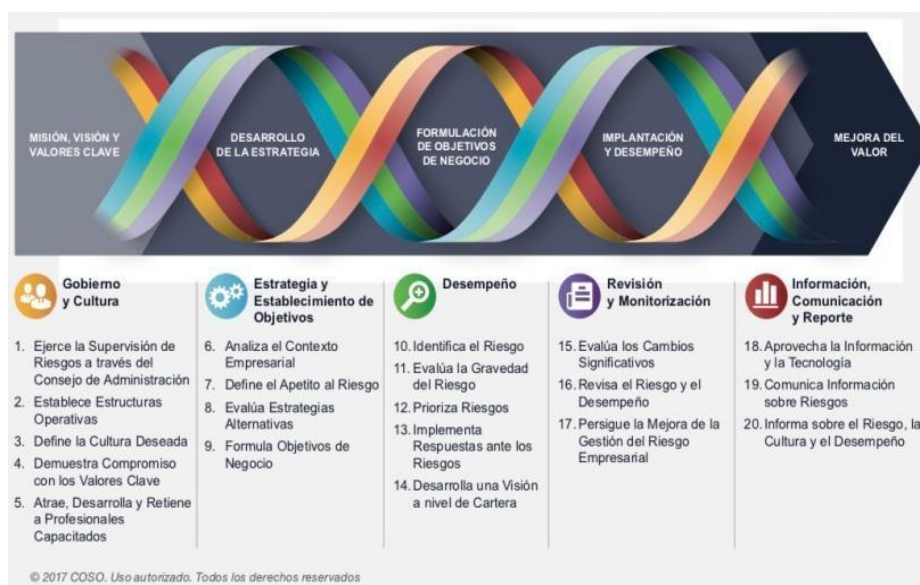 MISIÓN, VISIÓN Y
VALORES CLAVE
DESARROLLO
DE LA ESTRATEGIA
FORMULACIÓN
DE OBJETIVOS
DE NEGOCIO
IMPLANTACIÓN
Y DESEMPEÑO
MEJORA DEL
VALOR
Gobierno
y Cultura
1. Ejerce la Supervisión de
Riesgos a través del
Consejo de Administración
2. Establece Estructuras
Operativas
3. Define la Cultura Deseada
4. Demuestra Compromiso
con los Valores Clave
5. Atrae, Desarrolla y Retiene
a Profesionales
Capacitados
Estrategia y
Establecimiento de
Objetivos
6. Analiza el Contexto
Empresarial
7. Define el Apetito al Riesgo
8. Evalúa Estrategias
Alternativas
9. Formula Objetivos de
Negocio
Desempeño
10. Identifica el Riesgo
11. Evalúa la Gravedad
del Riesgo
12. Prioriza Riesgos
13. Implementa
Respuestas ante los
Riesgos
14. Desarrolla una Visión
a nivel de Cartera
Revisión
y Monitorización
15. Evalúa los Cambios
Significativos
16. Revisa el Riesgo y el
Desempeño
17. Persigue la Mejora de la
Gestión del Riesgo
Empresarial
Información,
Comunicación
y Reporte
18. Aprovecha la Información
y la Tecnología
19. Comunica Información
sobre Riesgos
20. Informa sobre el Riesgo, la
Cultura y el Desempeño
© 2017 COSO. Uso autorizado. Todos los derechos reservados